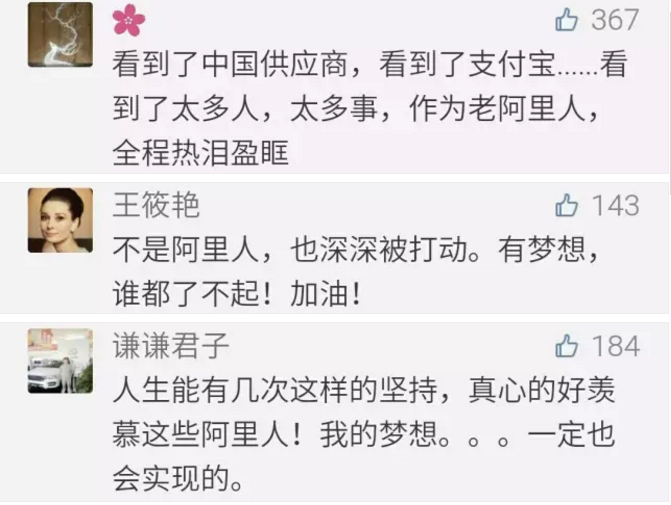 367
看到了中国供应商，看到了支付宝......看
到了太多人，太多事，作为老阿里人，
全程热泪盈眶
王筱艳
143
不是阿里人，也深深被打动。有梦想，
谁都了不起！加油！
谦谦君子
184
人生能有几次这样的坚持，真心的好羡
慕这些阿里人！我的梦想。。。一定也
会实现的。